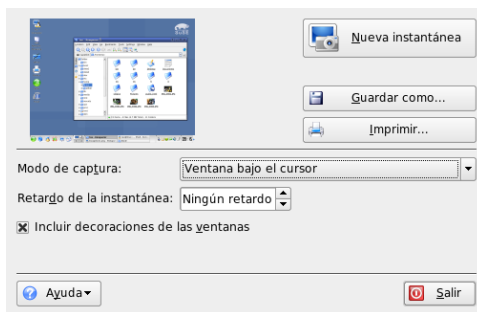 Nueva instantánea
Guardar como...
Imprimir...
Modo de captura: Ventana bajo el cursor
Retardo de la instantánea: Ningún retardo
Incluir decoraciones de las ventanas
Ayuda
Salir